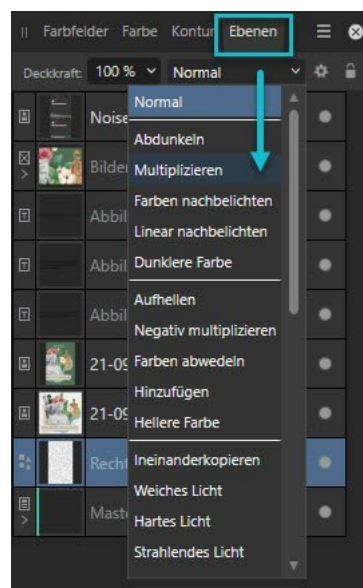 Farbfelder Farbe Kontur Ebenen
Deckkraft: 100 % Normal
Noise
Bilder
Abbil
Abbil
Abbil
21-09
21-09
Recht
Maste
Normal
Abdunkeln
Multiplizieren
Farben nachbelichten
Linear nachbelichten
Dunklere Farbe
Aufhellen
Negativ multiplizieren
Farben abwedeln
Hinzufügen
Hellere Farbe
Ineinanderkopieren
Weiches Licht
Hartes Licht
Strahlendes Licht